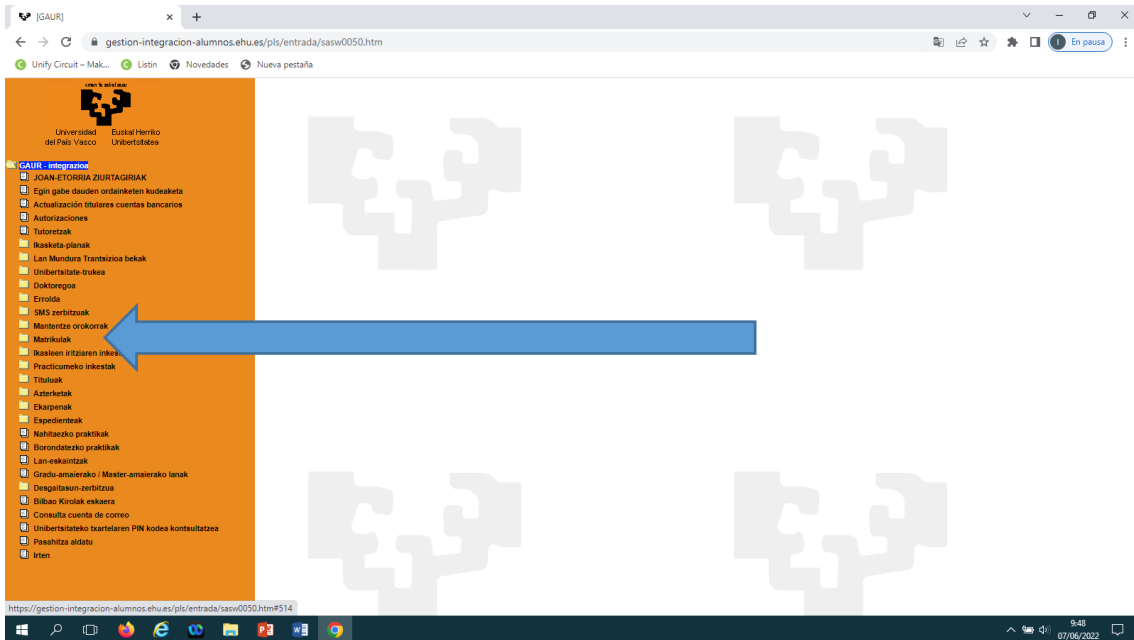 [GAUR]
gestion-integracion-alumnos.ehu.es/pls/entrada/sasw0050.htm
I En pausa
Unify Circuit – Mak... Listin Novedades Nueva pestaña
Universidad Euskal Herriko
del País Vasco Unibertsitatea
GAUR - integrazioa
JOAN-ETORRIA ZIURTAGIRIAK
Egin gabe dauden ordainketen kudeaketa
Actualización titulares cuentas bancarios
Autorizaciones
Tutoretzak
Ikasketa-planak
Lan Mundura Trantsizioa bekak
Unibertsitate-trukea
Doktoregoa
Errolda
SMS zerbitzuak
Mantentze orokorrak
Matrikulak
Ikasleen iritziaren inkes
Practicumeko inkestak
Tituluak
Azterketak
Ekarpenak
Espedienteak
Nahitaezko praktikak
Borondatezko praktikak
Lan-eskaintzak
Gradu-amaierako / Master-amaierako lanak
Desgaitasun-zerbitzua
Bilbao Kirolak eskaera
Consulta cuenta de correo
Unibertsitateko txartelaren PIN kodea kontsultatzea
Pasahitza aldatu
Irten
https://gestion-integracion-alumnos.ehu.es/pls/entrada/sasw0050.htm#514
9:48
07/06/2022